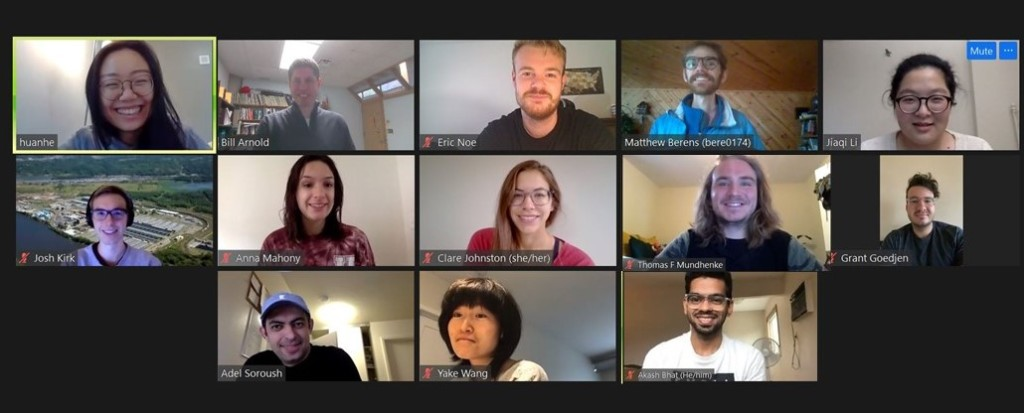 Mute ...
huanhe
Bill Arnold
Eric Noe
Matthew Berens (bere0174)
Jiaqi Li
Josh Kirk
Anna Mahony
Clare Johnston (she/her)
Thomas F Mundhenke
Grant Goedjen
Adel Soroush
Yake Wang
Akash Bhat (He/him)